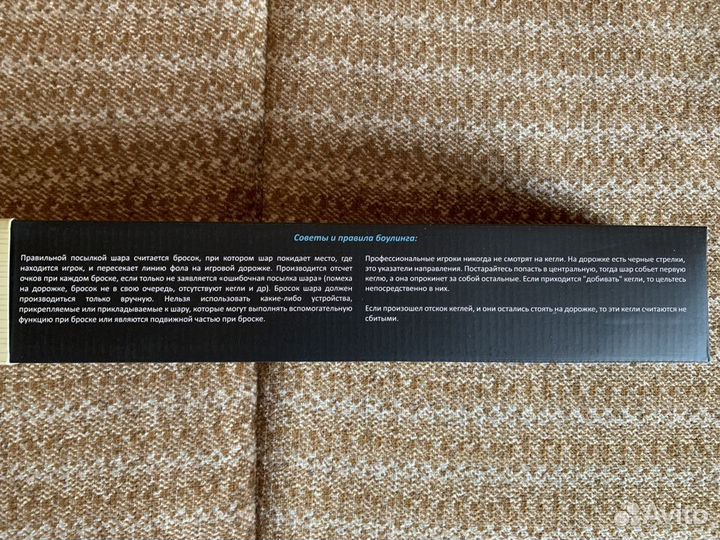 Советы и правила боулинга:
Правильной посылкой шара считается бросок, при котором шар покидает место, где
находится игрок, и пересекает линию фола на игровой дорожке. Производится отсчет
очков при каждом броске, если только не заявляется «ошибочная посылка шара» (помеха
на дорожке, бросок не в свою очередь, отсутствуют кегли и др). Бросок шара должен
производиться только вручную. Нельзя использовать какие-либо устройства,
прикрепляемые или прикладываемые к шару, которые могут выполнять вспомогательную
функцию при броске или являются подвижной частью при броске.
Профессиональные игроки никогда не смотрят на кегли. На дорожке есть черные стрелки,
это указатели направления. Постарайтесь попасть в центральную, тогда шар собьет первую
кеглю, а она опрокинет за собой остальные. Если приходится "добивать" кегли, то цельтесь
непосредственно в них.
Если произошел отскок кеглей, и они остались стоять на дорожке, то эти кегли считаются не
сбитыми.
Avito